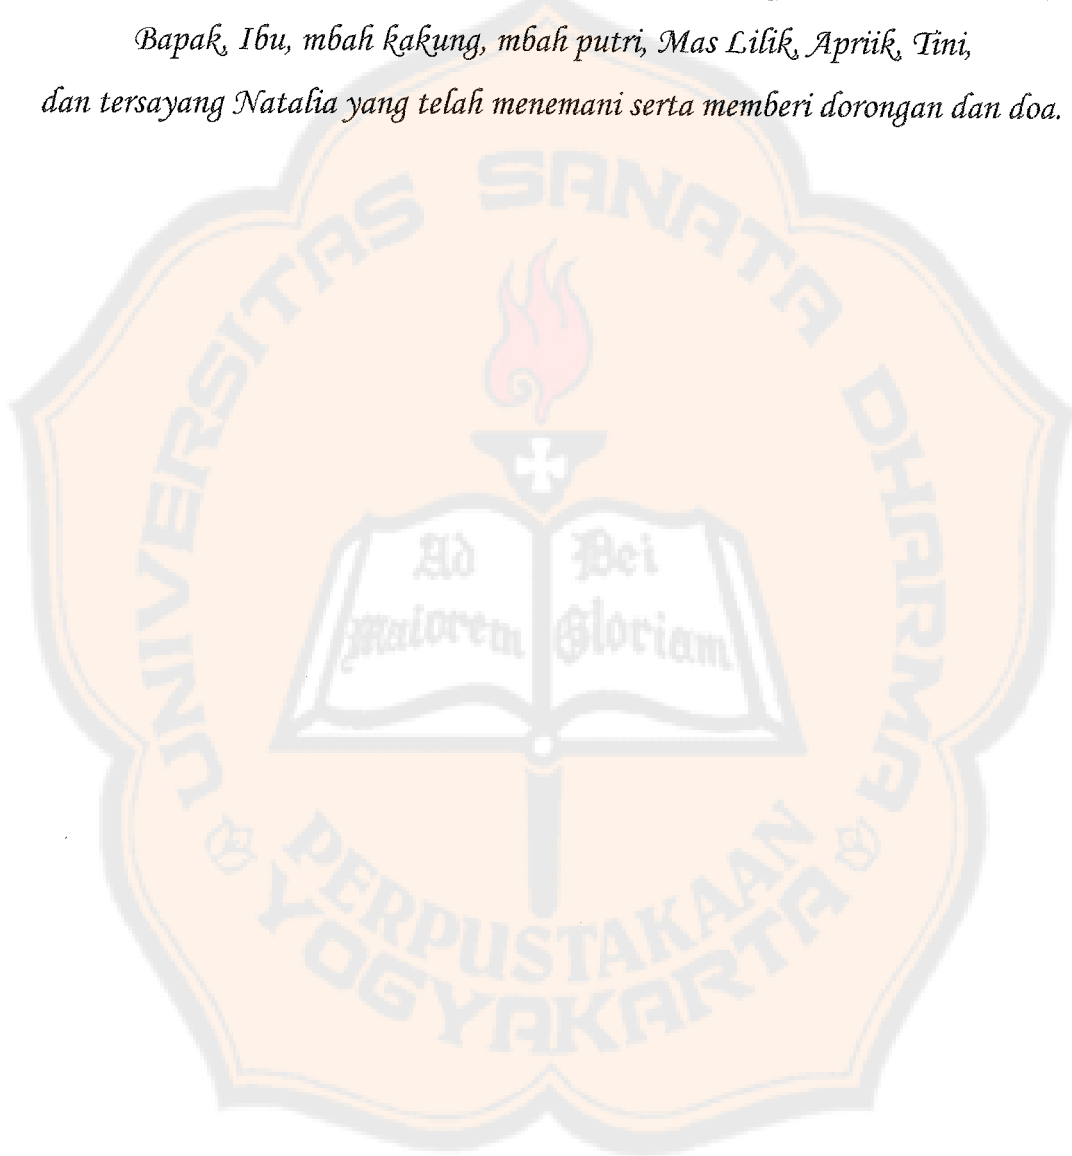 Bapak, Ibu, mbah kakung, mbah putri, Mas Lilik, Apriik, Tini,
dan tersayang Natalia yang telah menemani serta memberi dorongan dan doa.
UNIVERSITAS SANATA DHARMA
Ad Dei
Maiorem Gloriam
PERPUSTAKAAN
YOGYAKARTA